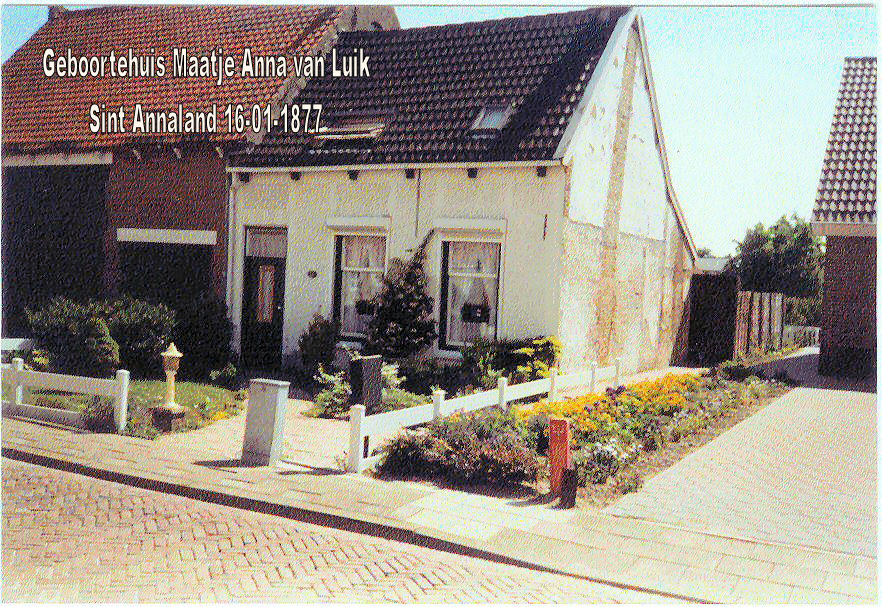 Geboortehuis Maatje Anna van Luik
Sint Annaland 16-01-1877